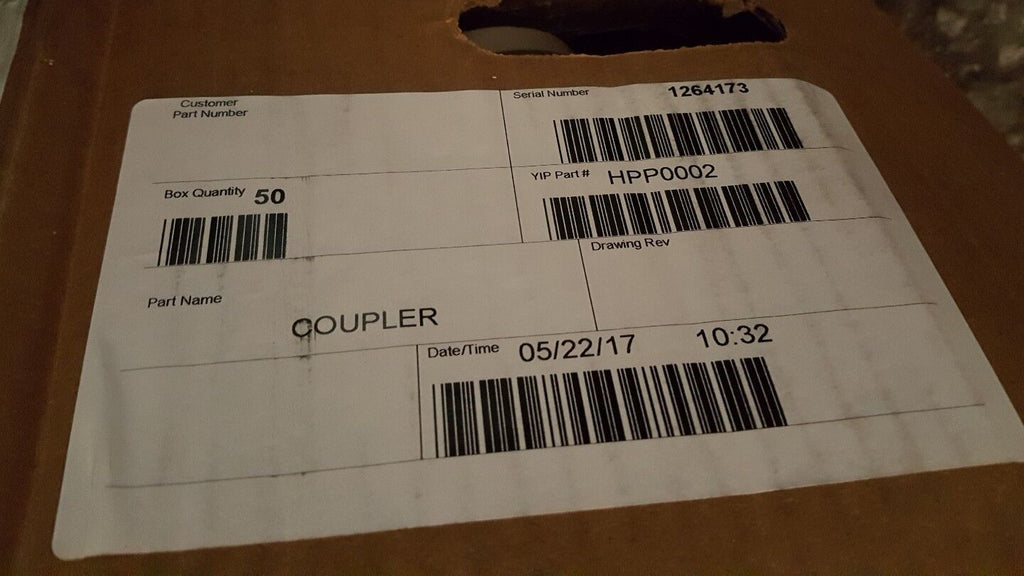 Customer
Part Number
Serial Number 1264173
Box Quantity 50
YIP Part # HPP0002
Drawing Rev
Part Name
COUPLER
Date/Time 05/22/17 10:32